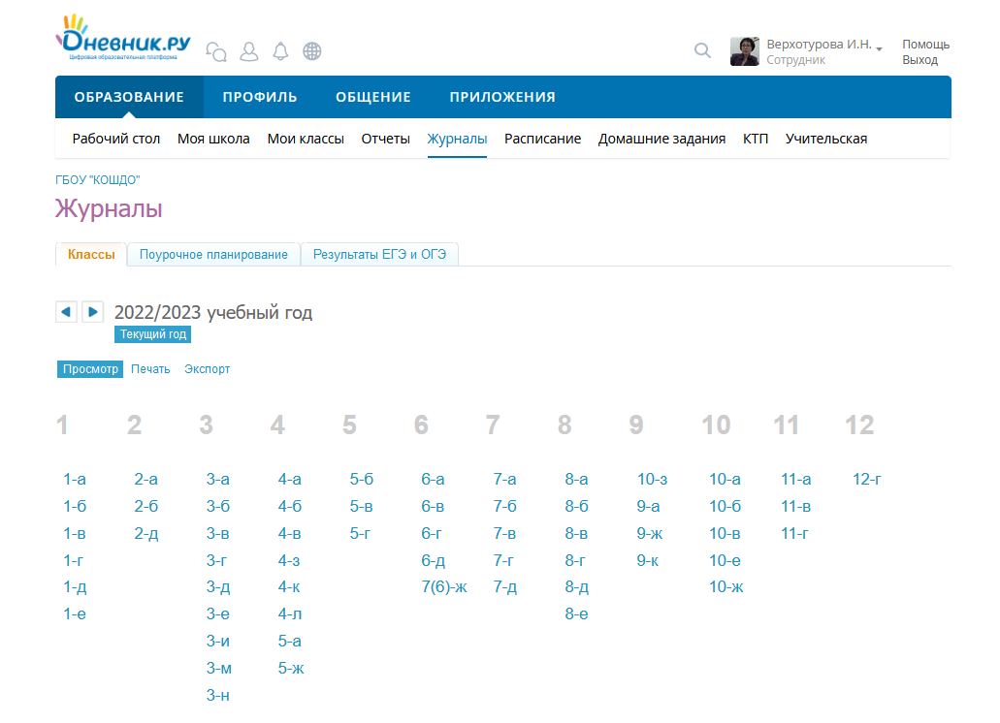 Дневник.ру
Цифровая образовательная платформа
Верхотурова И.Н.
Сотрудник
Помощь
Выход
ОБРАЗОВАНИЕ ПРОФИЛЬ ОБЩЕНИЕ ПРИЛОЖЕНИЯ
Рабочий стол Моя школа Мои классы Отчеты Журналы Расписание Домашние задания КТП Учительская
ГБОУ "КОШДО"
Журналы
Классы Поурочное планирование Результаты ЕГЭ и ОГЭ
2022/2023 учебный год
Текущий год
Просмотр Печать Экспорт
1 2 3 4 5 6 7 8 9 10 11 12
1-а 2-а 3-а 4-а 5-б 6-а 7-а 8-а 10-з 10-а 11-а 12-г
1-б 2-б 3-б 4-б 5-в 6-в 7-б 8-б 9-а 10-б 11-в
1-в 2-д 3-в 4-в 5-г 6-г 7-в 8-в 9-ж 10-в 11-г
1-г 3-г 4-з 6-д 7-г 8-г 9-к 10-е
1-д 3-д 4-к 7(6)-ж 7-д 8-д 10-ж
1-е 3-е 4-л 8-е
3-и 5-а
3-м 5-ж
3-н